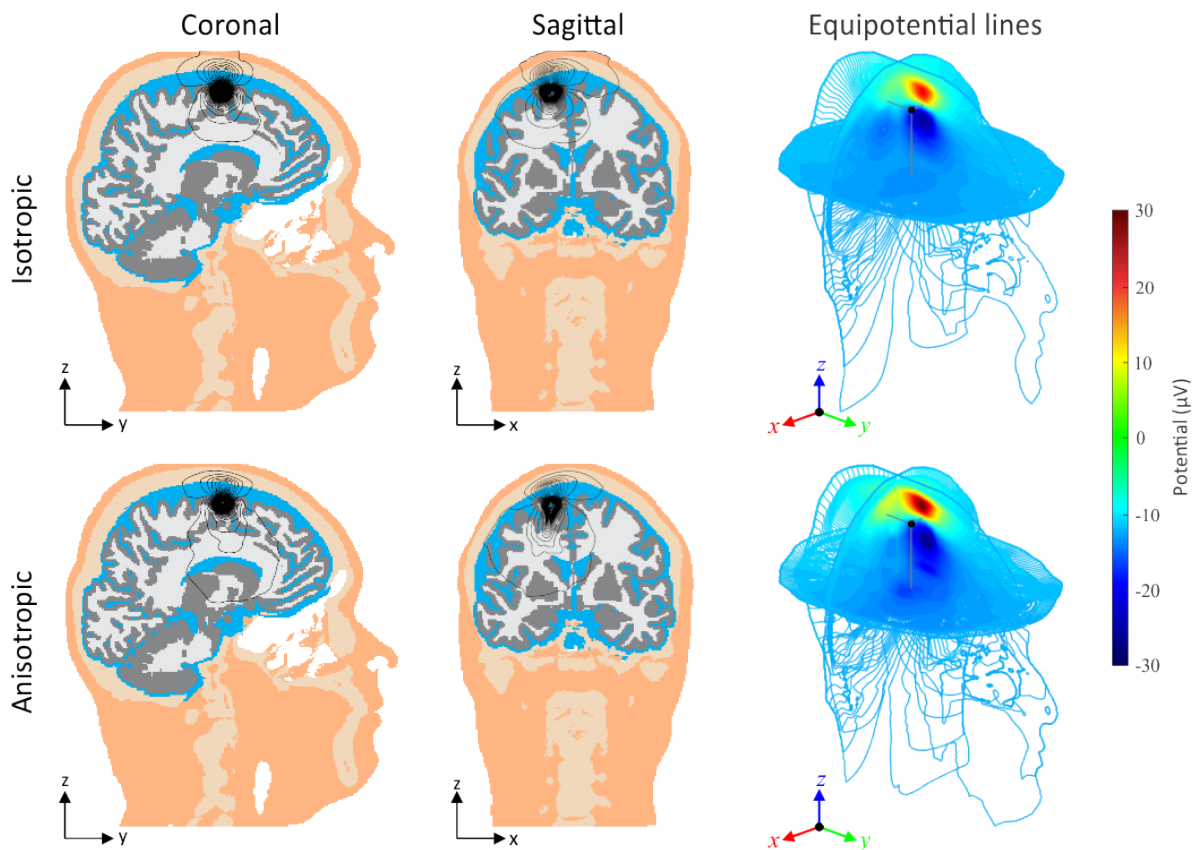 Coronal
Sagittal
Equipotential lines
Isotropic
z
y
z
x
z
x
y
30
20
10
0
-10
-20
-30
Potential (µV)
Anisotropic
z
y
z
x
z
x
y